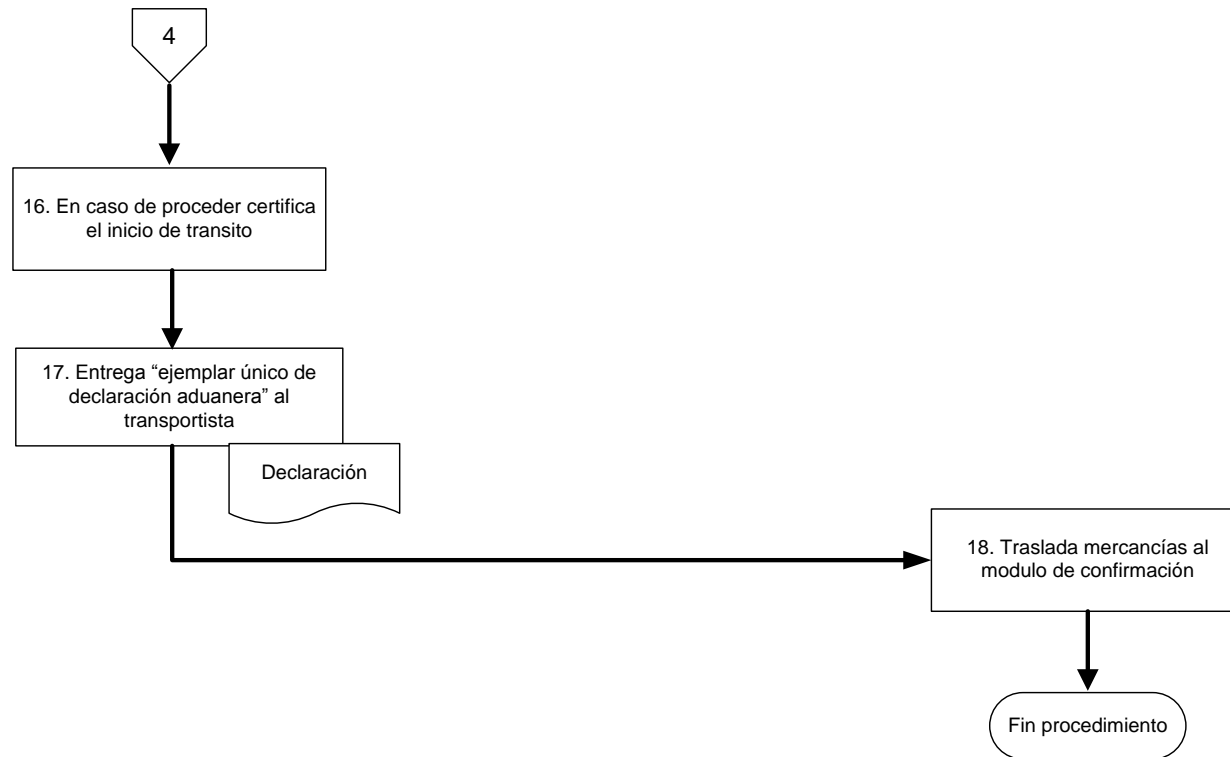 4
16. En caso de proceder certifica
el inicio de transito
17. Entrega “ejemplar único de
declaración aduanera” al
transportista
Declaración
18. Traslada mercancías al
modulo de confirmación
Fin procedimiento